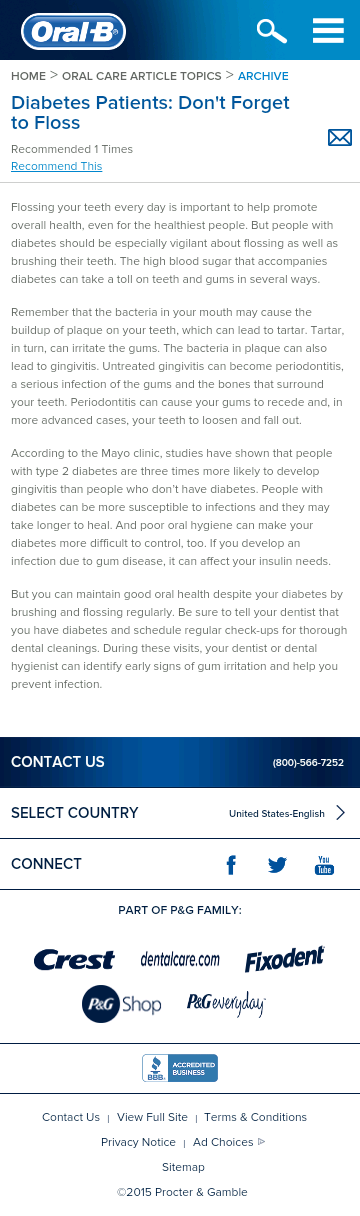 Oral-B
HOME > ORAL CARE ARTICLE TOPICS > ARCHIVE
Diabetes Patients: Don't Forget
to Floss
Recommended 1 Times
Recommend This
Flossing your teeth every day is important to help promote
overall health, even for the healthiest people. But people with
diabetes should be especially vigilant about flossing as well as
brushing their teeth. The high blood sugar that accompanies
diabetes can take a toll on teeth and gums in several ways.
Remember that the bacteria in your mouth may cause the
buildup of plaque on your teeth, which can lead to tartar. Tartar,
in turn, can irritate the gums. The bacteria in plaque can also
lead to gingivitis. Untreated gingivitis can become periodontitis,
a serious infection of the gums and the bones that surround
your teeth. Periodontitis can cause your gums to recede and, in
more advanced cases, your teeth to loosen and fall out.
According to the Mayo clinic, studies have shown that people
with type 2 diabetes are three times more likely to develop
gingivitis than people who don't have diabetes. People with
diabetes can be more susceptible to infections and they may
take longer to heal. And poor oral hygiene can make your
diabetes more difficult to control, too. If you develop an
infection due to gum disease, it can affect your insulin needs.
But you can maintain good oral health despite your diabetes by
brushing and flossing regularly. Be sure to tell your dentist that
you have diabetes and schedule regular check-ups for thorough
dental cleanings. During these visits, your dentist or dental
hygienist can identify early signs of gum irritation and help you
prevent infection.
CONTACT US (800)-566-7252
SELECT COUNTRY United States-English
CONNECT You Tube
PART OF P&G FAMILY:
Crest dentalcare.com Fixodent
P&G Shop P&G everyday
BBB ACCREDITED BUSINESS
Contact Us | View Full Site | Terms & Conditions
Privacy Notice | Ad Choices
Sitemap
©2015 Procter & Gamble